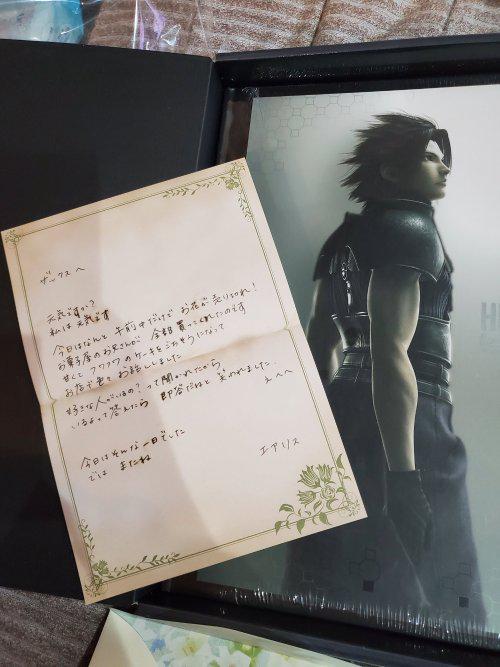 ザックスへ
元気ですか?
私は元気です
今日はなんと 午前中だけで お花が 売り切れ!
お菓子屋のお兄さんが 全部 買ってくれたのです
甘くて フワフワの ケーキをごちそうになって
お話ししました
好きな人がいるの? って 聞かれたから
いるよって答えたら 即答だねと 笑われました.
えへへ
今日はそんな一日でした
では またね
エアリス